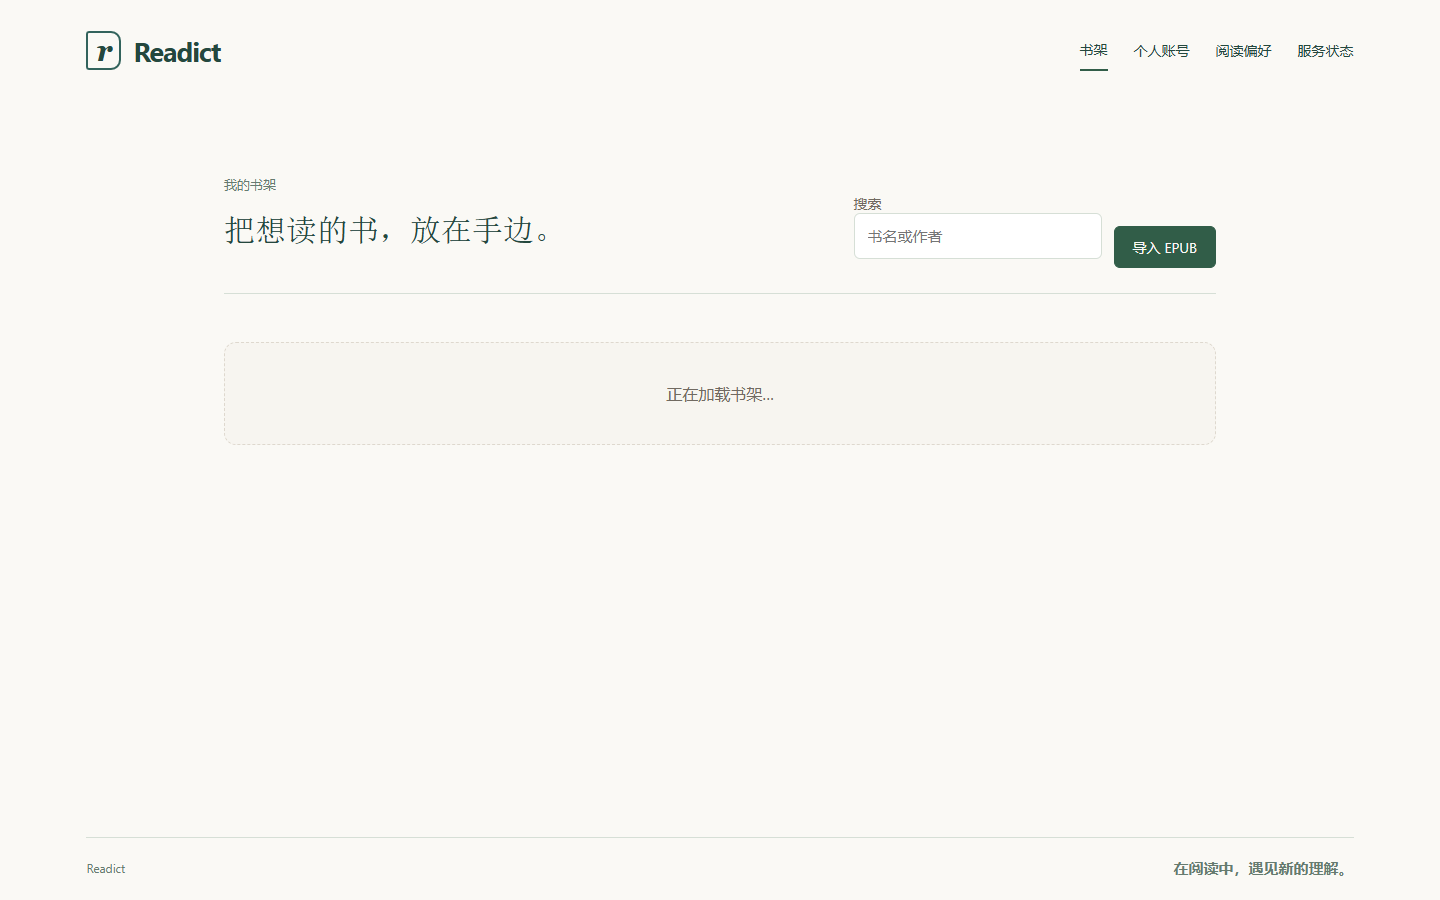 r Readict
书架 个人账号 阅读偏好 服务状态
我的书架
把想读的书，放在手边。
搜索
书名或作者
导入 EPUB
正在加载书架...
Readict
在阅读中，遇见新的理解。